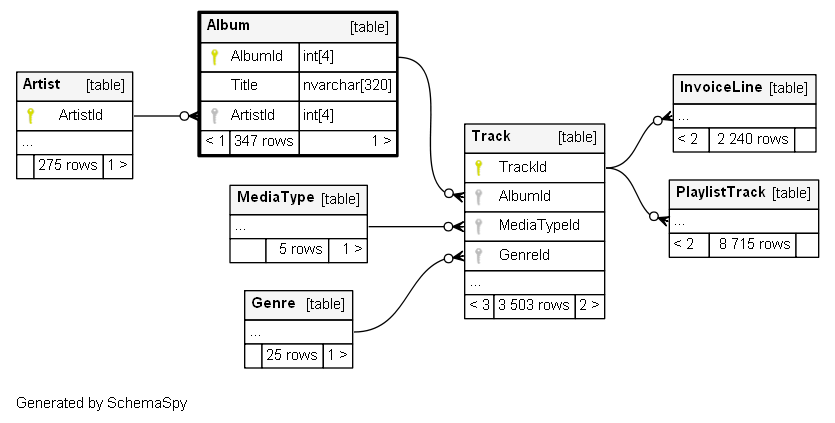 Album [table]
AlbumId int[4]
Title nvarchar[320]
ArtistId int[4]
< 1 347 rows 1 >
Artist [table]
ArtistId
...
275 rows 1 >
MediaType [table]
...
5 rows 1 >
Genre [table]
...
25 rows 1 >
Track [table]
TrackId
AlbumId
MediaTypeId
GenreId
...
< 3 3 503 rows 2 >
InvoiceLine [table]
...
< 2 2 240 rows
PlaylistTrack [table]
...
< 2 8 715 rows
Generated by SchemaSpy